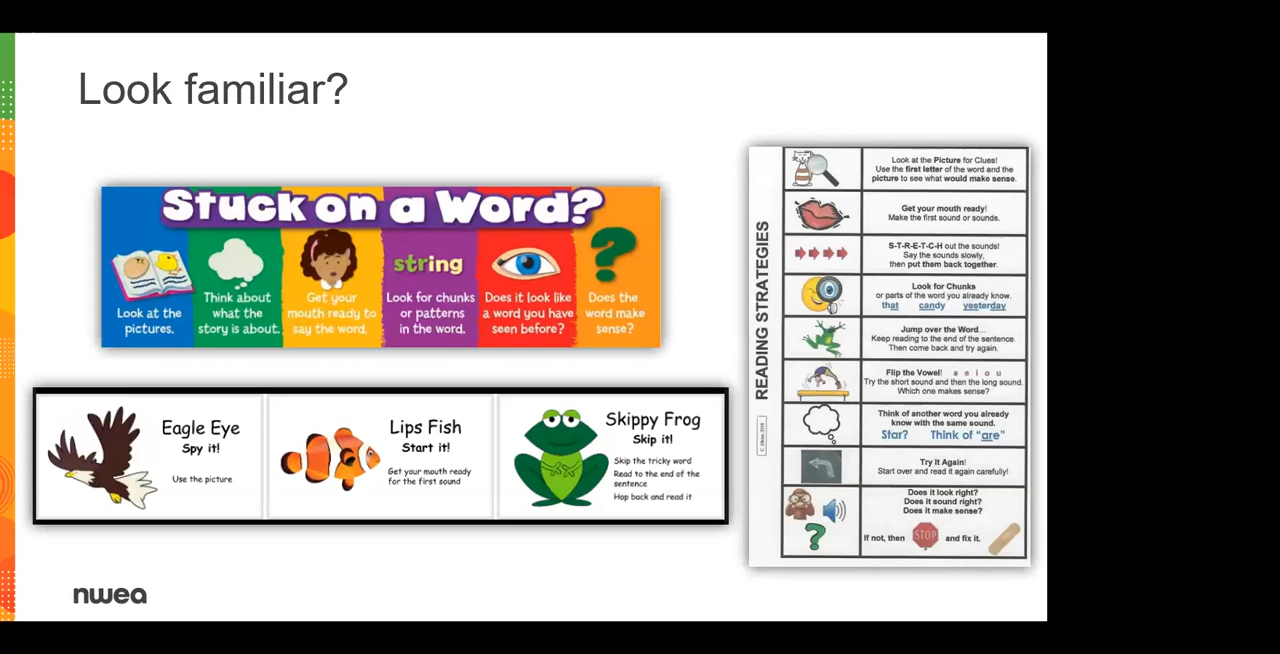 Look familiar?
Stuck on a Word?
Look at the
pictures.
Think about
what the
story is about.
Get your
mouth ready to
say the word.
string
Look for chunks
or patterns
in the word.
Does it look like
a word you have
seen before?
?
Does the
word make
sense?
Eagle Eye
Spy it!
Use the picture
Lips Fish
Start it!
Get your mouth ready
for the first sound
Skippy Frog
Skip it!
Skip the tricky word
Read to the end of the
sentence
Hop back and read it
READING STRATEGIES
Look at the Picture for Clues!
Use the first letter of the word and the
picture to see what would make sense.
Get your mouth ready!
Make the first sound or sounds.
S-T-R-E-T-C-H out the sounds!
Say the sounds slowly,
then put them back together.
Look for Chunks
or parts of the word you already know.
that candy yesterday
Jump over the Word...
Keep reading to the end of the sentence.
Then come back and try again.
Flip the Vowel! a e i o u
Try the short sound and then the long sound.
Which one makes sense?
Think of another word you already
know with the same sound.
Star? Think of "are"
Try It Again!
Start over and read it again carefully!
Does it look right?
Does it sound right?
Does it make sense?
?
If not, then STOP and fix it.
nwea